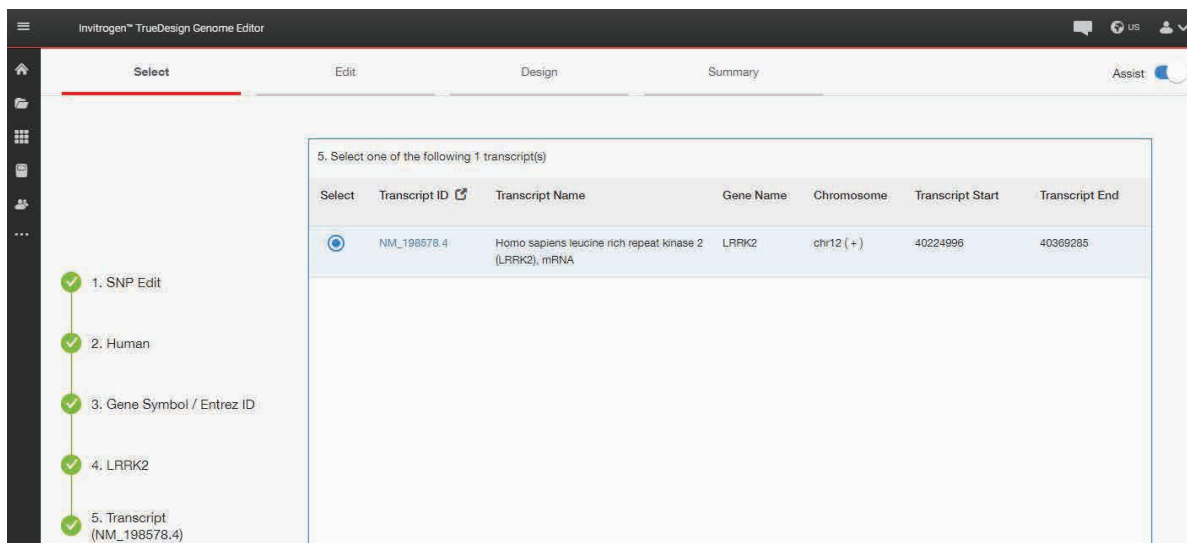 Invitrogen™ TrueDesign Genome Editor
US
Select
Edit
Design
Summary
Assist
5. Select one of the following 1 transcript(s)
Select
Transcript ID
Transcript Name
Gene Name
Chromosome
Transcript Start
Transcript End
NM_198578.4
Homo sapiens leucine rich repeat kinase 2
(LRRK2), mRNA
LRRK2
chr12 ( + )
40224996
40369285
1. SNP Edit
2. Human
3. Gene Symbol / Entrez ID
4. LRRK2
5. Transcript
(NM_198578.4)